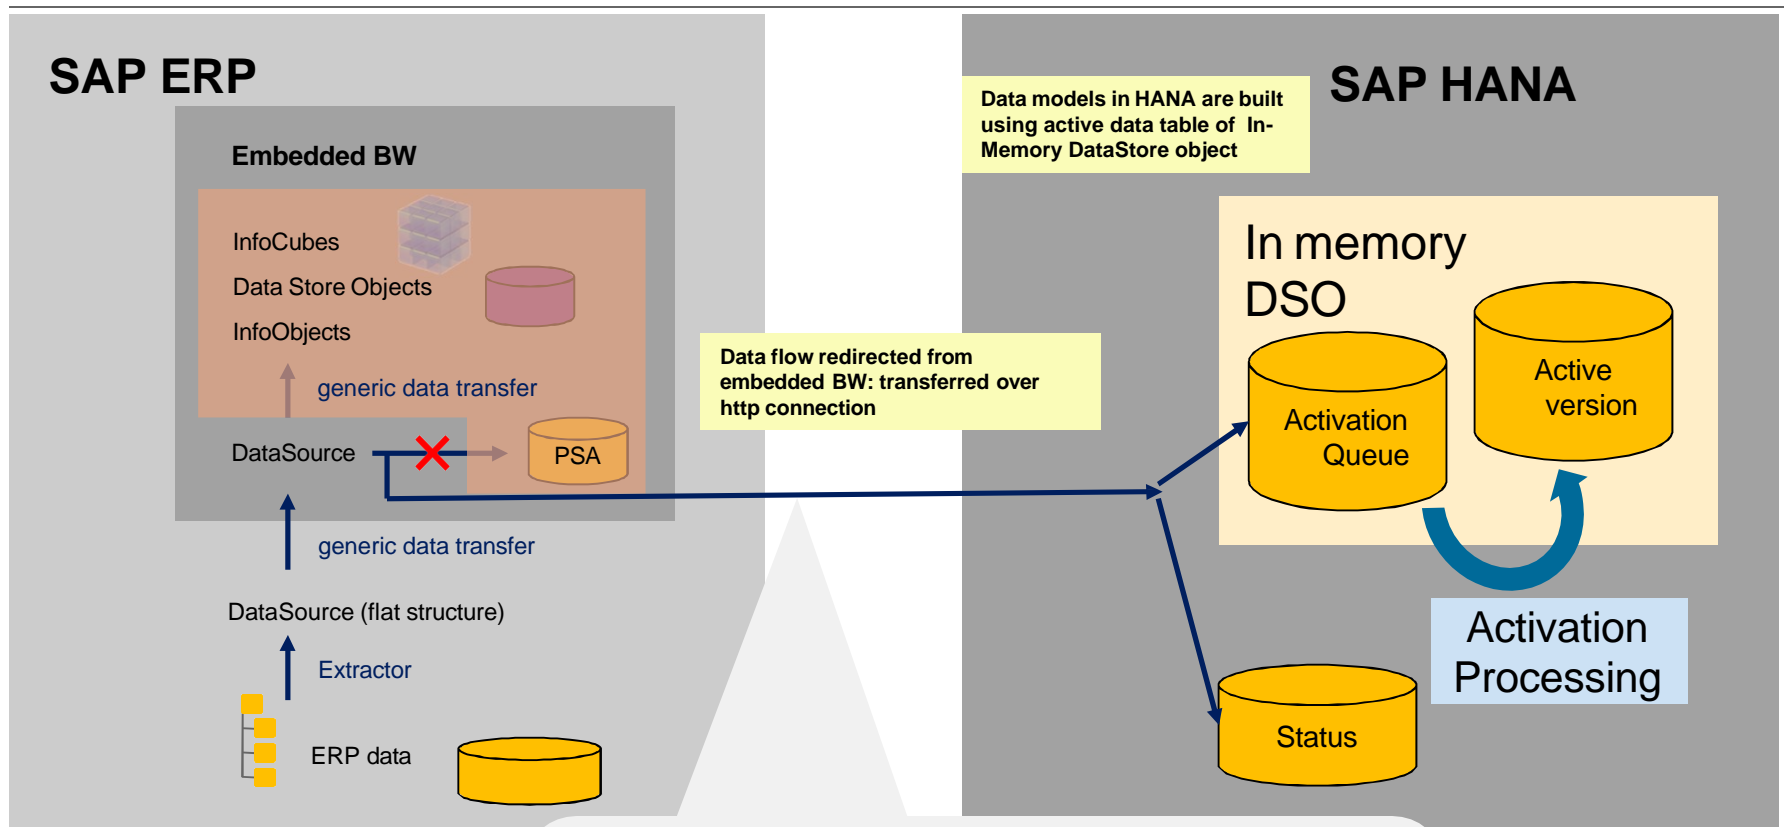 SAP ERP
Embedded BW
InfoCubes
Data Store Objects
InfoObjects
generic data transfer
DataSource
PSA
generic data transfer
DataSource (flat structure)
Extractor
ERP data
Data flow redirected from
embedded BW: transferred over
http connection
Data models in HANA are built
using active data table of In-
Memory DataStore object
SAP HANA
In memory
DSO
Activation
Queue
Active
version
Activation
Processing
Status